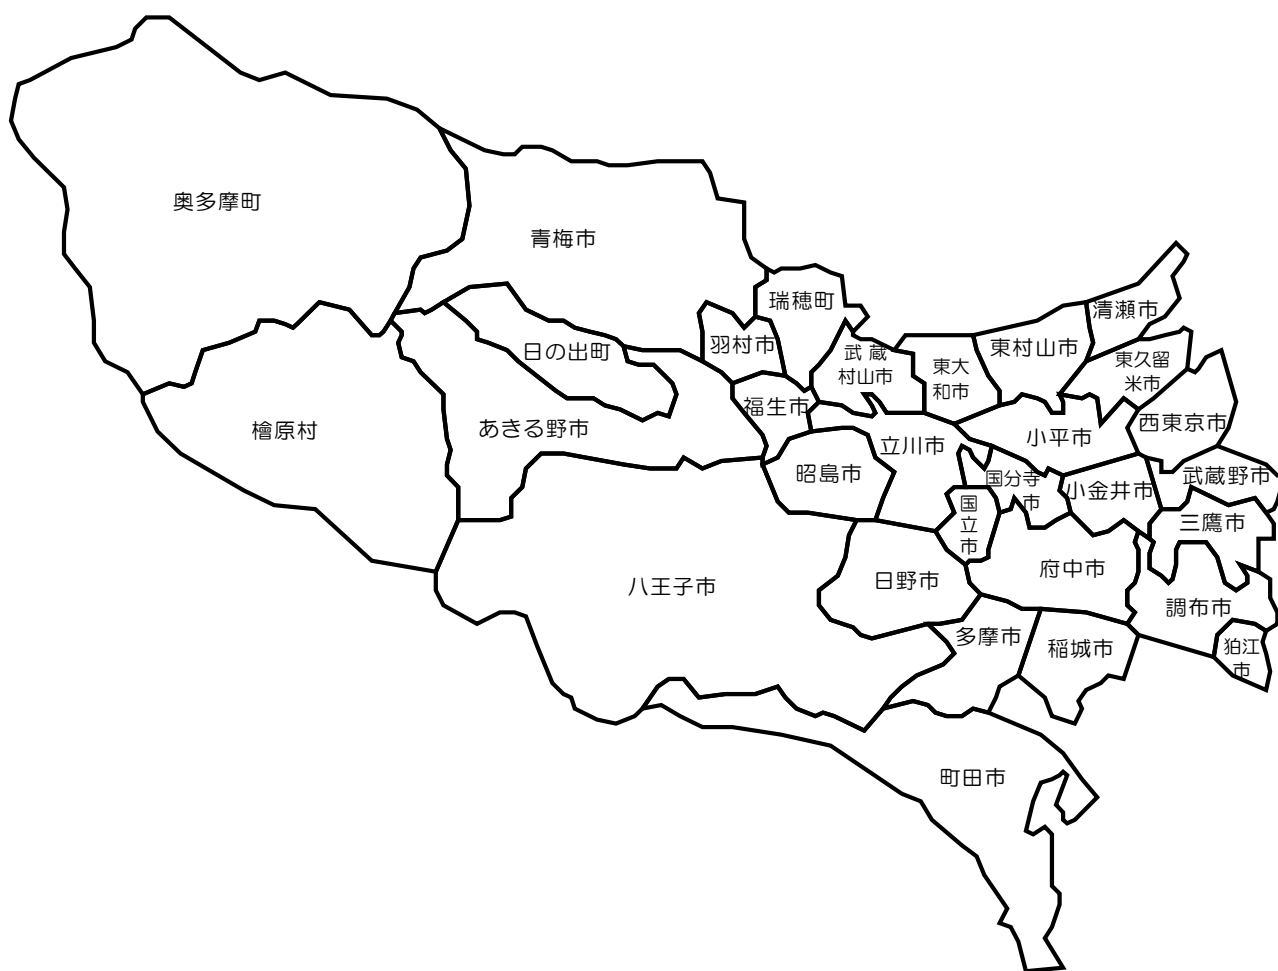 奥多摩町
青梅市
瑞穂町
清瀬市
羽村市
日の出町
武 蔵
村山市
東大
和市
東村山市
東久留
米市
檜原村
あきる野市
福生市
立川市
小平市
西東京市
昭島市
国分寺
市
小金井市
武蔵野市
国
立
市
三鷹市
八王子市
日野市
府中市
調布市
多摩市
稲城市
狛江
市
町田市